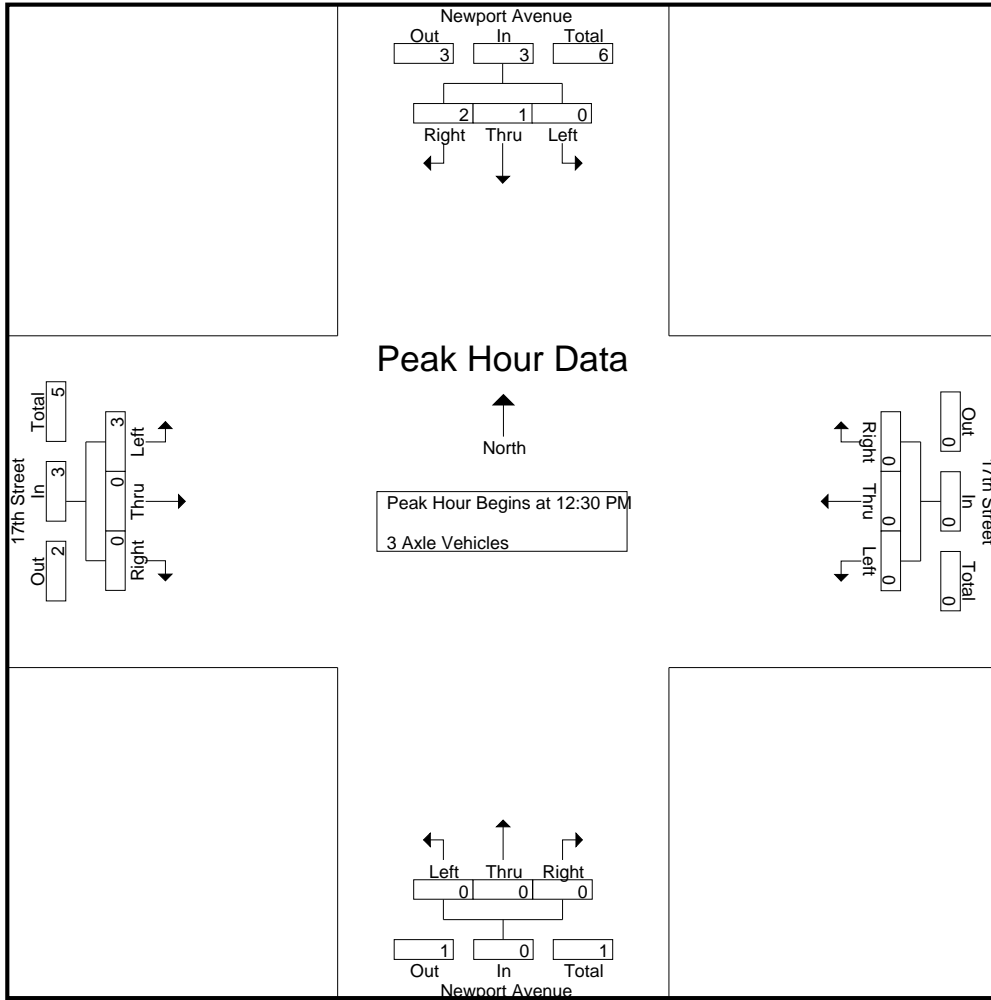 Newport Avenue
Out In Total
3 3 6
2 1 0
Right Thru Left
Peak Hour Data
North
Peak Hour Begins at 12:30 PM
3 Axle Vehicles
17th Street
Out In Total
2 3 5
Left Thru Right
3 0 0
17th Street
Out In Total
0 0 0
Right Thru Left
0 0 0
Left Thru Right
0 0 0
1 0 1
Out In Total
Newport Avenue